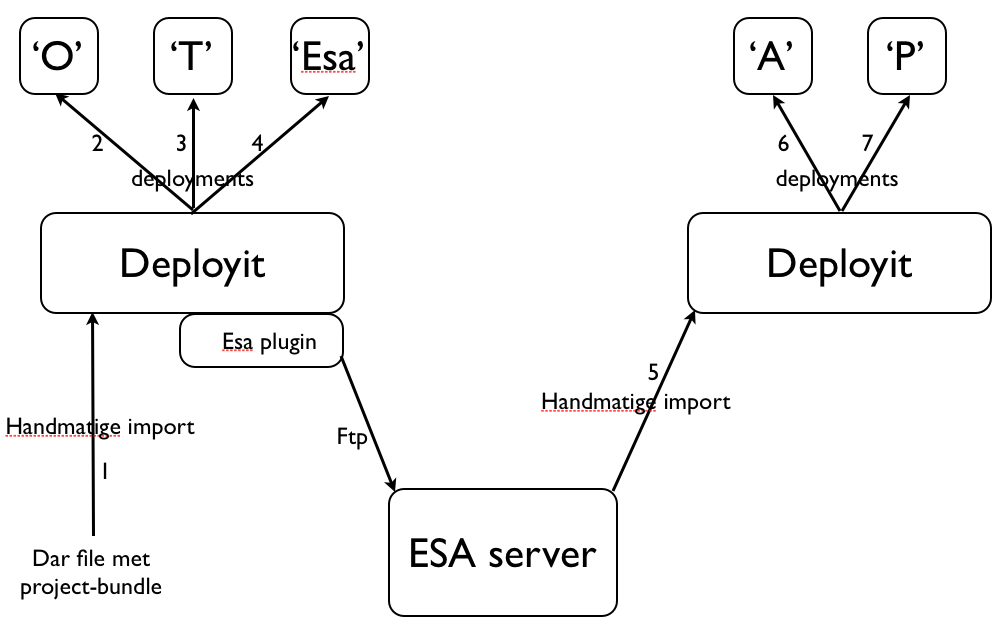 ‘O’
‘T’
‘Esa’
‘A’
‘P’
2
3
4
6
7
deployments
deployments
Deployit
Deployit
Esa plugin
5
Handmatige import
Handmatige import
Ftp
1
ESA server
Dar file met
project-bundle